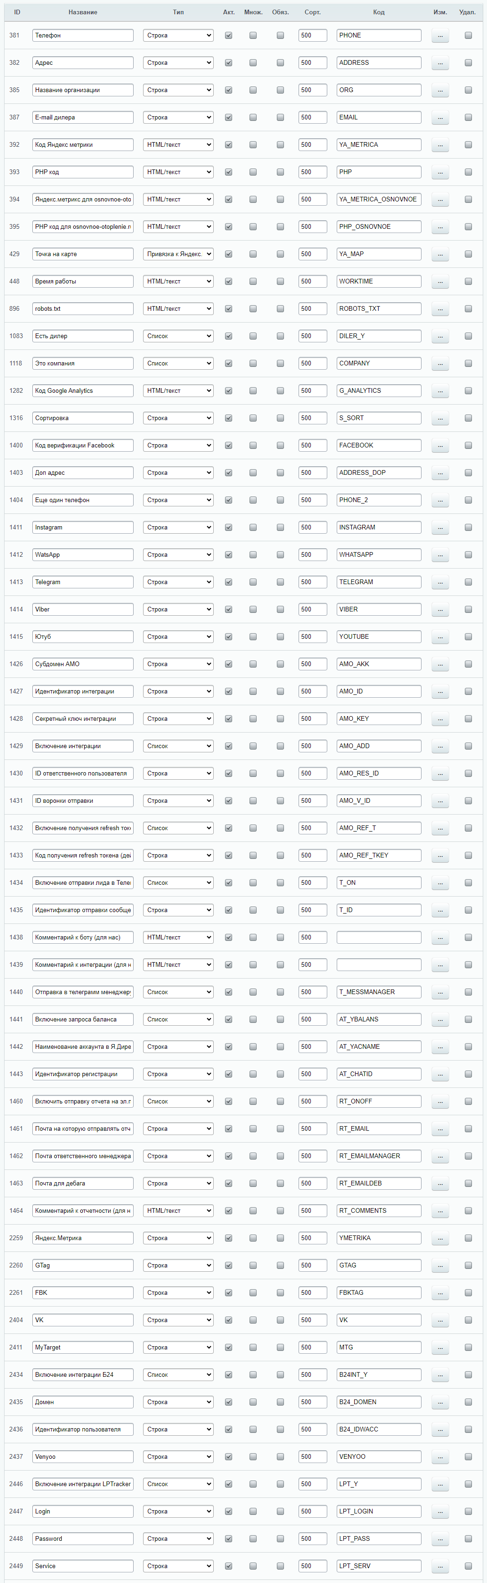 ID Название Тип Акт. Множ. Обяз. Сорт. Код Изм. Удал.
381 Телефон Строка 500 PHONE ...
382 Адрес Строка 500 ADDRESS ...
385 Название организации Строка 500 ORG ...
387 E-mail дилера Строка 500 EMAIL ...
392 Код Яндекс метрики HTML/текст 500 YA_METRICA ...
393 PHP код HTML/текст 500 PHP ...
394 Яндекс метрикс для osnovnoe-oto HTML/текст 500 YA_METRICA_OSNOVNOE ...
395 PHP код для osnovnoe-otoplenie.r HTML/текст 500 PHP_OSNOVNOE ...
429 Точка на карте Привязка к Яндекс. 500 YA_MAP ...
448 Время работы HTML/текст 500 WORKTIME ...
896 robots.txt HTML/текст 500 ROBOTS_TXT ...
1083 Есть дилер Список 500 DILER_Y ...
1118 Это компания Список 500 COMPANY ...
1282 Код Google Analytics HTML/текст 500 G_ANALYTICS ...
1316 Сортировка Строка 500 S_SORT ...
1400 Код верификации Facebook Строка 500 FACEBOOK ...
1403 Доп адрес Строка 500 ADDRESS_DOP ...
1404 Еще один телефон Строка 500 PHONE_2 ...
1411 Instagram Строка 500 INSTAGRAM ...
1412 WatsApp Строка 500 WHATSAPP ...
1413 Telegram Строка 500 TELEGRAM ...
1414 Viber Строка 500 VIBER ...
1415 Ютуб Строка 500 YOUTUBE ...
1426 Субдомен АМО Строка 500 AMO_AKK ...
1427 Идентификатор интеграции Строка 500 AMO_ID ...
1428 Секретный ключ интеграции Строка 500 AMO_KEY ...
1429 Включение интеграции Список 500 AMO_ADD ...
1430 ID ответственного пользователя Строка 500 AMO_RES_ID ...
1431 ID воронки отправки Строка 500 AMO_V_ID ...
1432 Включение получения refresh ток Список 500 AMO_REF_T ...
1433 Код получения refresh токена (де Строка 500 AMO_REF_TKEY ...
1434 Включение отправки лида в Теле Список 500 T_ON ...
1435 Идентификатор отправки сообще Строка 500 T_ID ...
1438 Комментарий к боту (для нас) HTML/текст 500 ...
1439 Комментарий к интеграции (для н HTML/текст 500 ...
1440 Отправка в телеграмм менеджер Список 500 T_MESSMANAGER ...
1441 Включение запроса баланса Список 500 AT_YBALANS ...
1442 Наименование аккаунта в Я.Дире Строка 500 AT_YACNAME ...
1443 Идентификатор регистрации Строка 500 AT_CHATID ...
1460 Включить отправку отчета на эл.г Список 500 RT_ONOFF ...
1461 Почта на которую отправлять отч Строка 500 RT_EMAIL ...
1462 Почта ответственного менеджера Строка 500 RT_EMAILMANAGER ...
1463 Почта для дебага Строка 500 RT_EMAILDEB ...
1464 Комментарий к отчетности (для н HTML/текст 500 RT_COMMENTS ...
2259 Яндекс.Метрика Строка 500 YMETRIKA ...
2260 GTag Строка 500 GTAG ...
2261 FBK Строка 500 FBKTAG ...
2404 VK Строка 500 VK ...
2411 MyTarget Строка 500 MTG ...
2434 Включение интеграции Б24 Список 500 B24INT_Y ...
2435 Домен Строка 500 B24_DOMEN ...
2436 Идентификатор пользователя Строка 500 B24_IDWACC ...
2437 Venyoo Строка 500 VENYOO ...
2446 Включение интеграции LPTracker Список 500 LPT_Y ...
2447 Login Строка 500 LPT_LOGIN ...
2448 Password Строка 500 LPT_PASS ...
2449 Service Строка 500 LPT_SERV ...